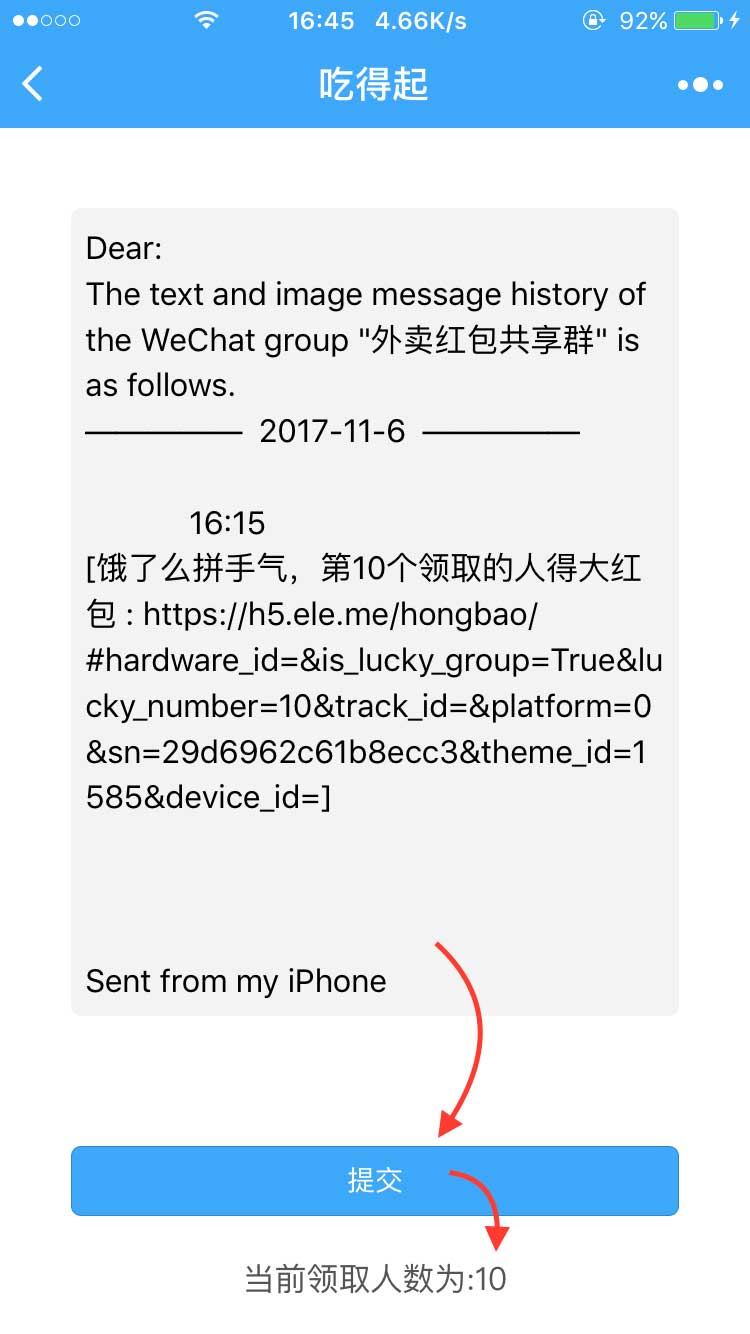 16:45 4.66K/s 92%
吃得起
Dear:
The text and image message history of
the WeChat group "外卖红包共享群" is
as follows.
————— 2017-11-6 —————
16:15
[饿了么拼手气，第10个领取的人得大红
包 : https://h5.ele.me/hongbao/
#hardware_id=&is_lucky_group=True&lu
cky_number=10&track_id=&platform=0
&sn=29d6962c61b8ecc3&theme_id=1
585&device_id=]
Sent from my iPhone
提交
当前领取人数为:10